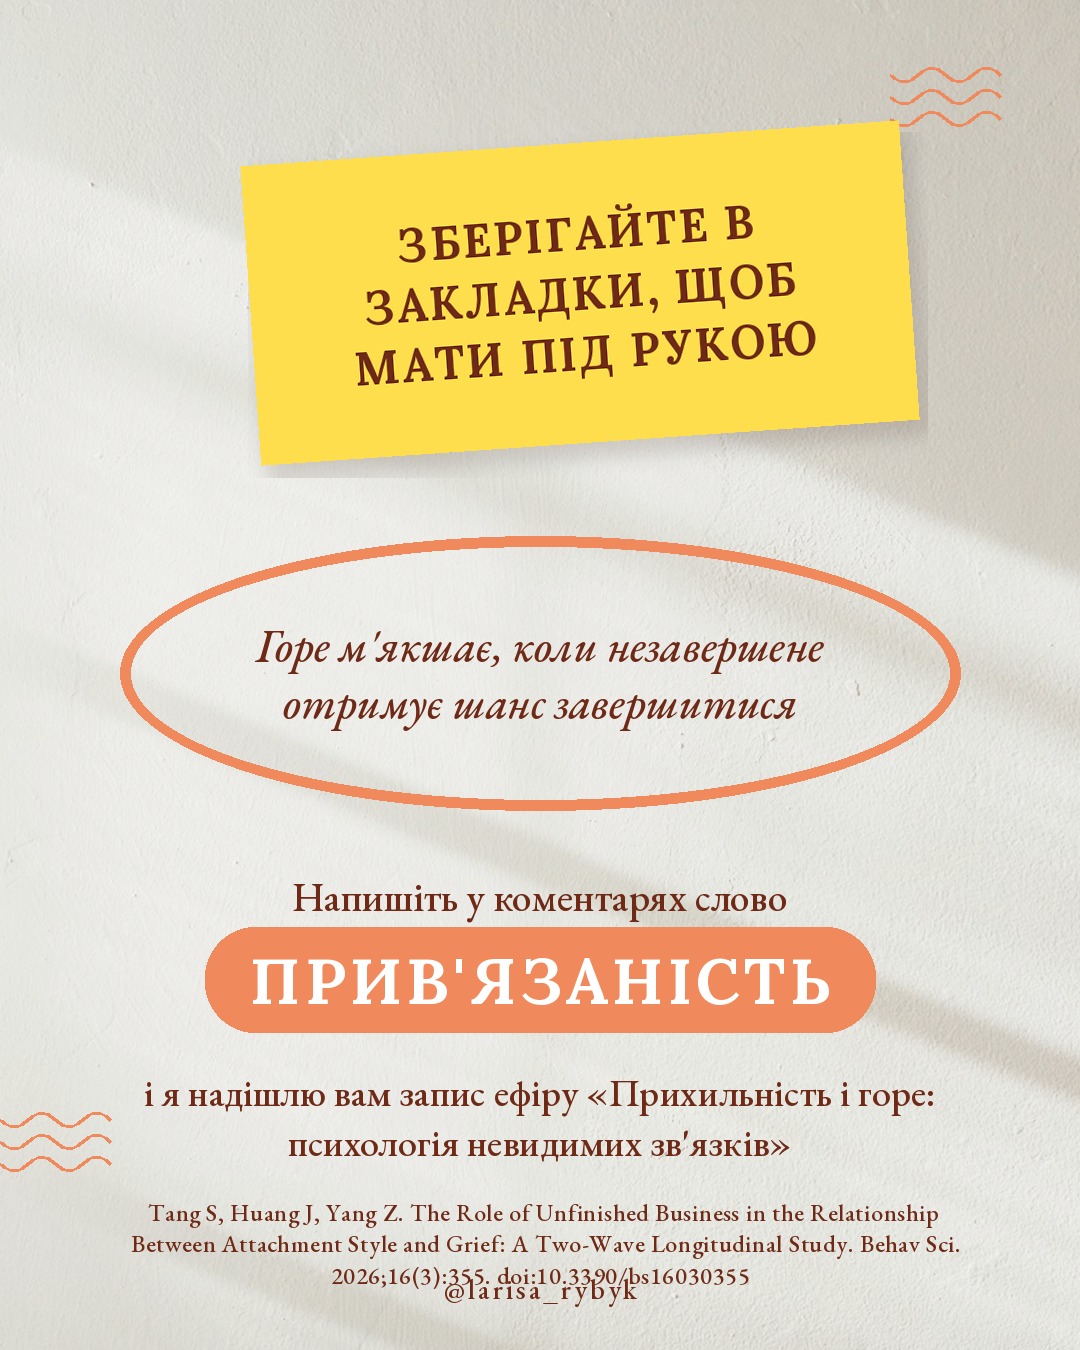 ЗБЕРІГАЙТЕ В
ЗАКЛАДКИ, ЩОБ
МАТИ ПІД РУКОЮ
Горе м'якшає, коли незавершене
отримує шанс завершитися
Напишіть у коментарях слово
ПРИВ'ЯЗАНІСТЬ
і я надішлю вам запис ефіру «Прихильність і горе:
психологія невидимих зв'язків»
Tang S, Huang J, Yang Z. The Role of Unfinished Business in the Relationship
Between Attachment Style and Grief: A Two-Wave Longitudinal Study. Behav Sci.
2026;16(3):355. doi:10.3390/bs16030355
@larisa_rybyk